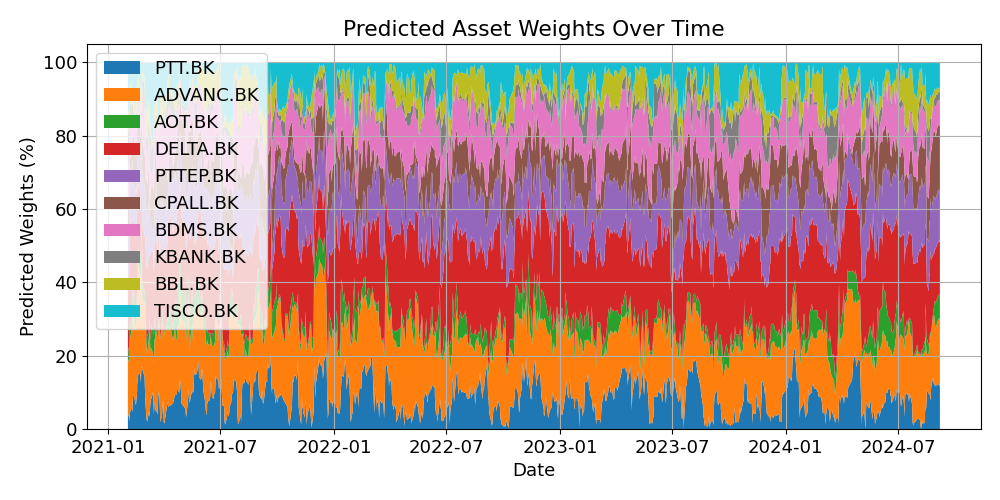 Predicted Asset Weights Over Time
Predicted Weights (%)
100
80
60
40
20
0
PTT.BK
ADVANC.BK
AOT.BK
DELTA.BK
PTTEP.BK
CPALL.BK
BDMS.BK
KBANK.BK
BBL.BK
TISCO.BK
2021-01 2021-07 2022-01 2022-07 2023-01 2023-07 2024-01 2024-07
Date